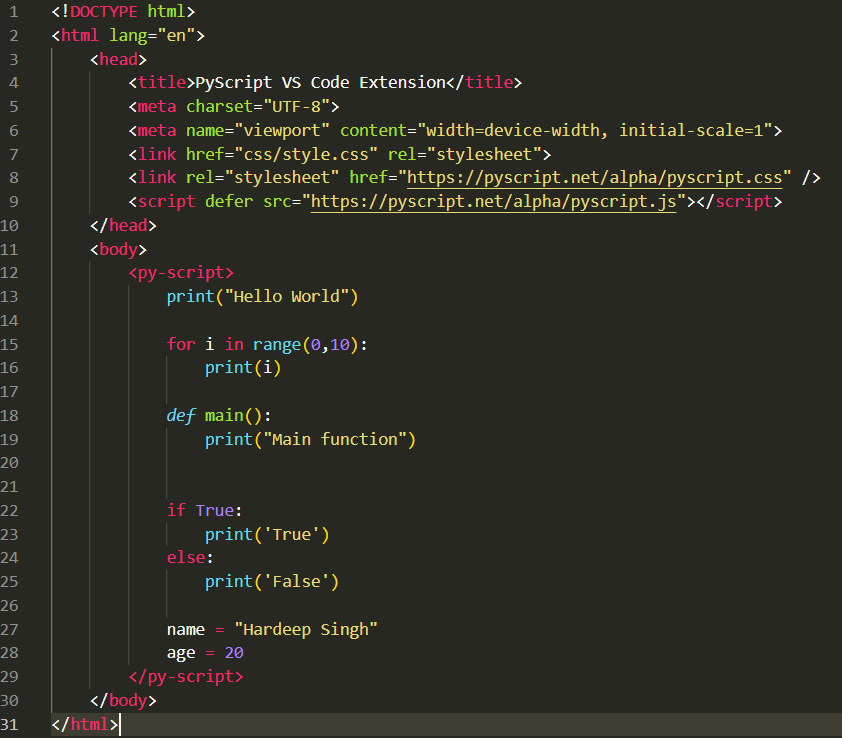 1 <!DOCTYPE html>
2 <html lang="en">
3     <head>
4         <title>PyScript VS Code Extension</title>
5         <meta charset="UTF-8">
6         <meta name="viewport" content="width=device-width, initial-scale=1">
7         <link href="css/style.css" rel="stylesheet">
8         <link rel="stylesheet" href="https://pyscript.net/alpha/pyscript.css" />
9         <script defer src="https://pyscript.net/alpha/pyscript.js"></script>
10     </head>
11     <body>
12         <py-script>
13             print("Hello World")
14
15             for i in range(0,10):
16                 print(i)
17
18             def main():
19                 print("Main function")
20
21
22             if True:
23                 print('True')
24             else:
25                 print('False')
26
27             name = "Hardeep Singh"
28             age = 20
29         </py-script>
30     </body>
31 </html>